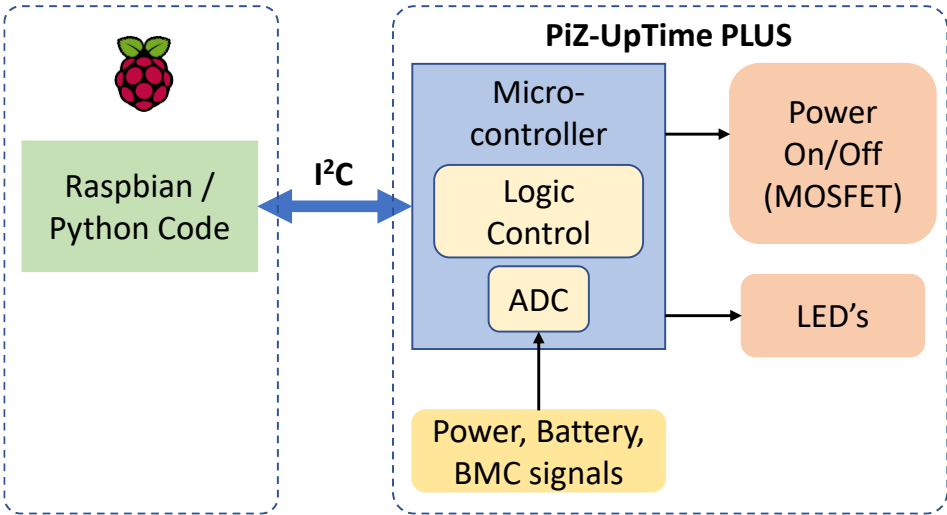 PiZ-UpTime PLUS
Raspbian /
Python Code
I²C
Micro-
controller
Logic
Control
ADC
Power
On/Off
(MOSFET)
LED’s
Power, Battery,
BMC signals